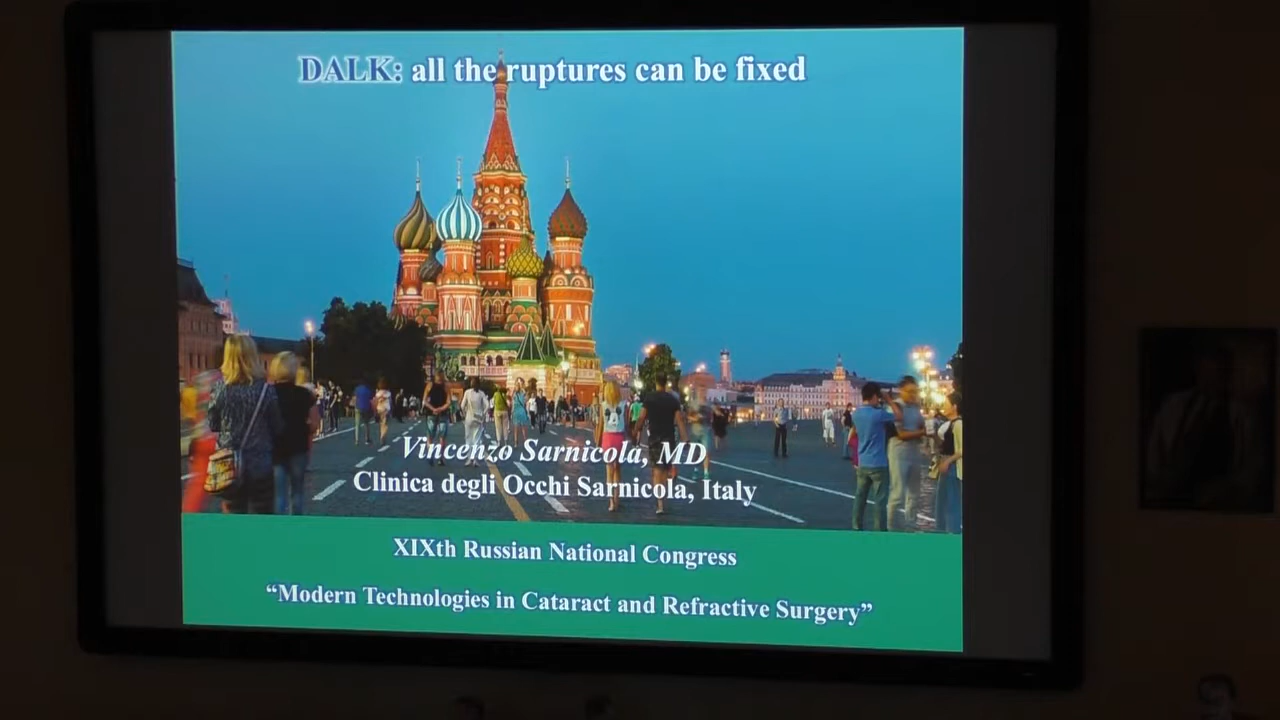 DALK: all the ruptures can be fixed
Vincenzo Sarnicola, MD
Clinica degli Occhi Sarnicola, Italy
XIXth Russian National Congress
“Modern Technologies in Cataract and Refractive Surgery”